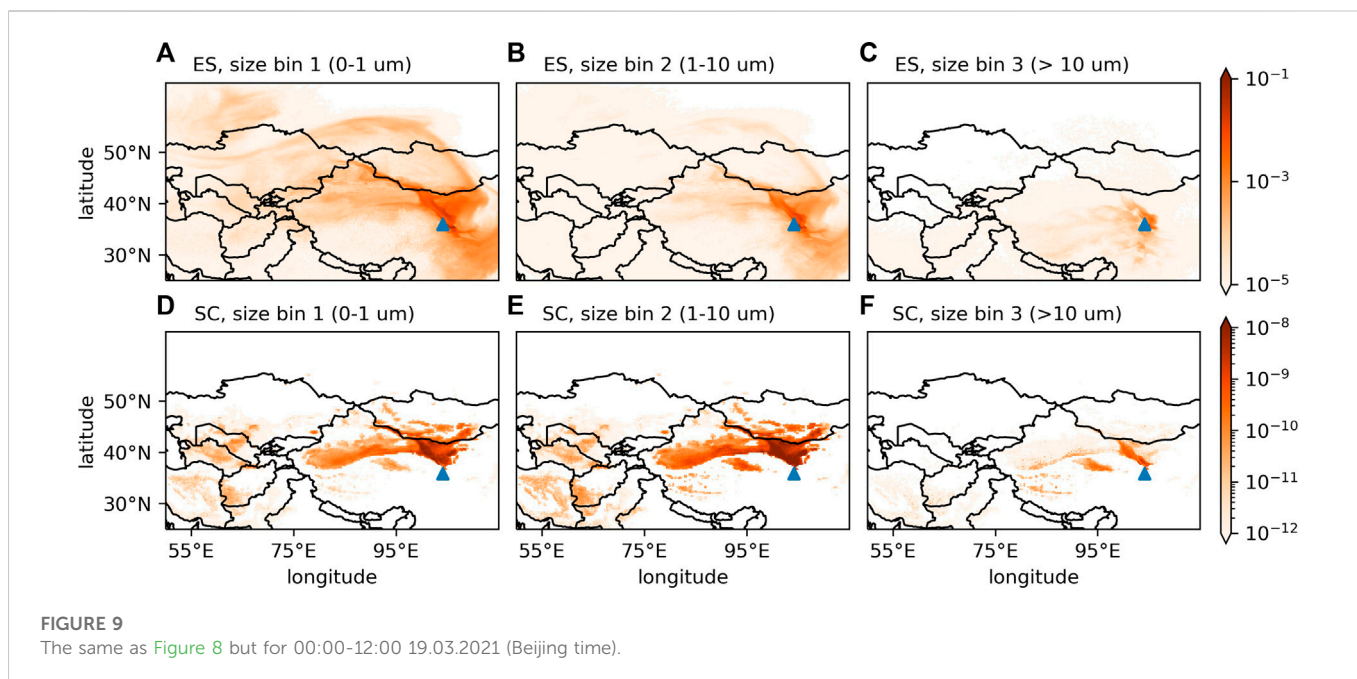 A ES, size bin 1 (0-1 um)
B ES, size bin 2 (1-10 um)
C ES, size bin 3 (> 10 um)
latitude
50°N
40°N
30°N
10⁻¹
10⁻³
10⁻⁵
D SC, size bin 1 (0-1 um)
E SC, size bin 2 (1-10 um)
F SC, size bin 3 (>10 um)
latitude
50°N
40°N
30°N
10⁻⁸
10⁻⁹
10⁻¹⁰
10⁻¹¹
10⁻¹²
55°E 75°E 95°E
55°E 75°E 95°E
55°E 75°E 95°E
longitude
longitude
longitude
FIGURE 9
The same as Figure 8 but for 00:00-12:00 19.03.2021 (Beijing time).